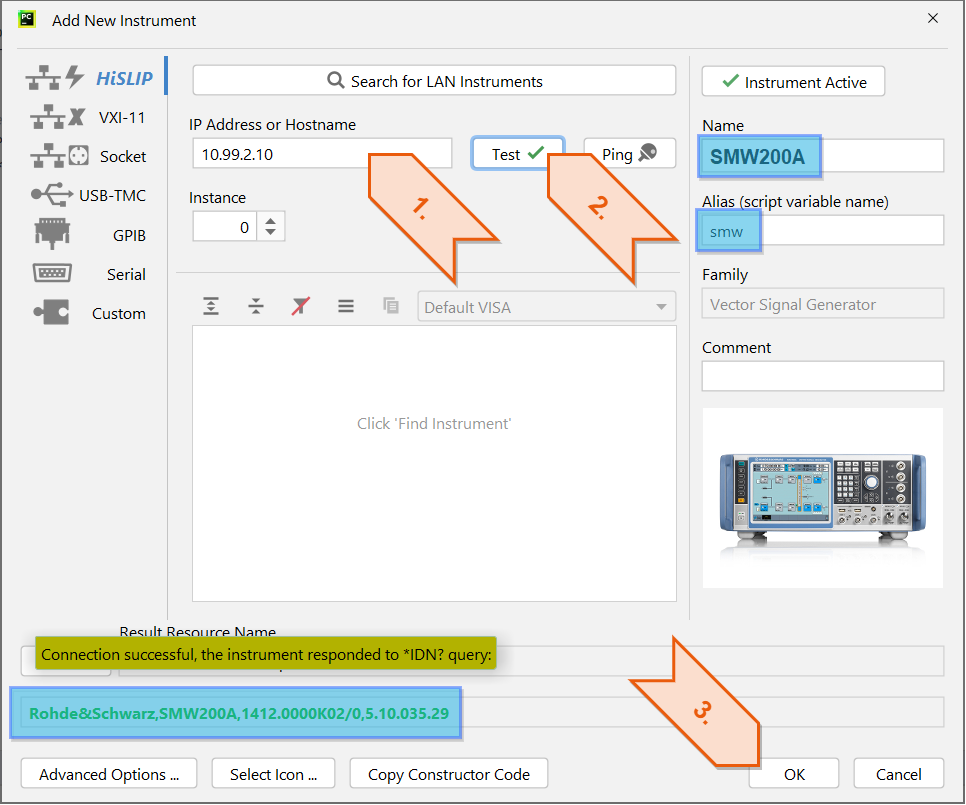 PC
Add New Instrument
HiSLIP
VXI-11
Socket
USB-TMC
GPIB
Serial
Custom
Search for LAN Instruments
IP Address or Hostname
10.99.2.10
Test
Ping
Instance
0
1.
2.
Default VISA
Click 'Find Instrument'
Instrument Active
Name
SMW200A
Alias (script variable name)
smw
Family
Vector Signal Generator
Comment
Result Resource Name
Connection successful, the instrument responded to *IDN? query:
Rohde&Schwarz,SMW200A,1412.0000K02/0,5.10.035.29
3.
Advanced Options ...
Select Icon ...
Copy Constructor Code
OK
Cancel